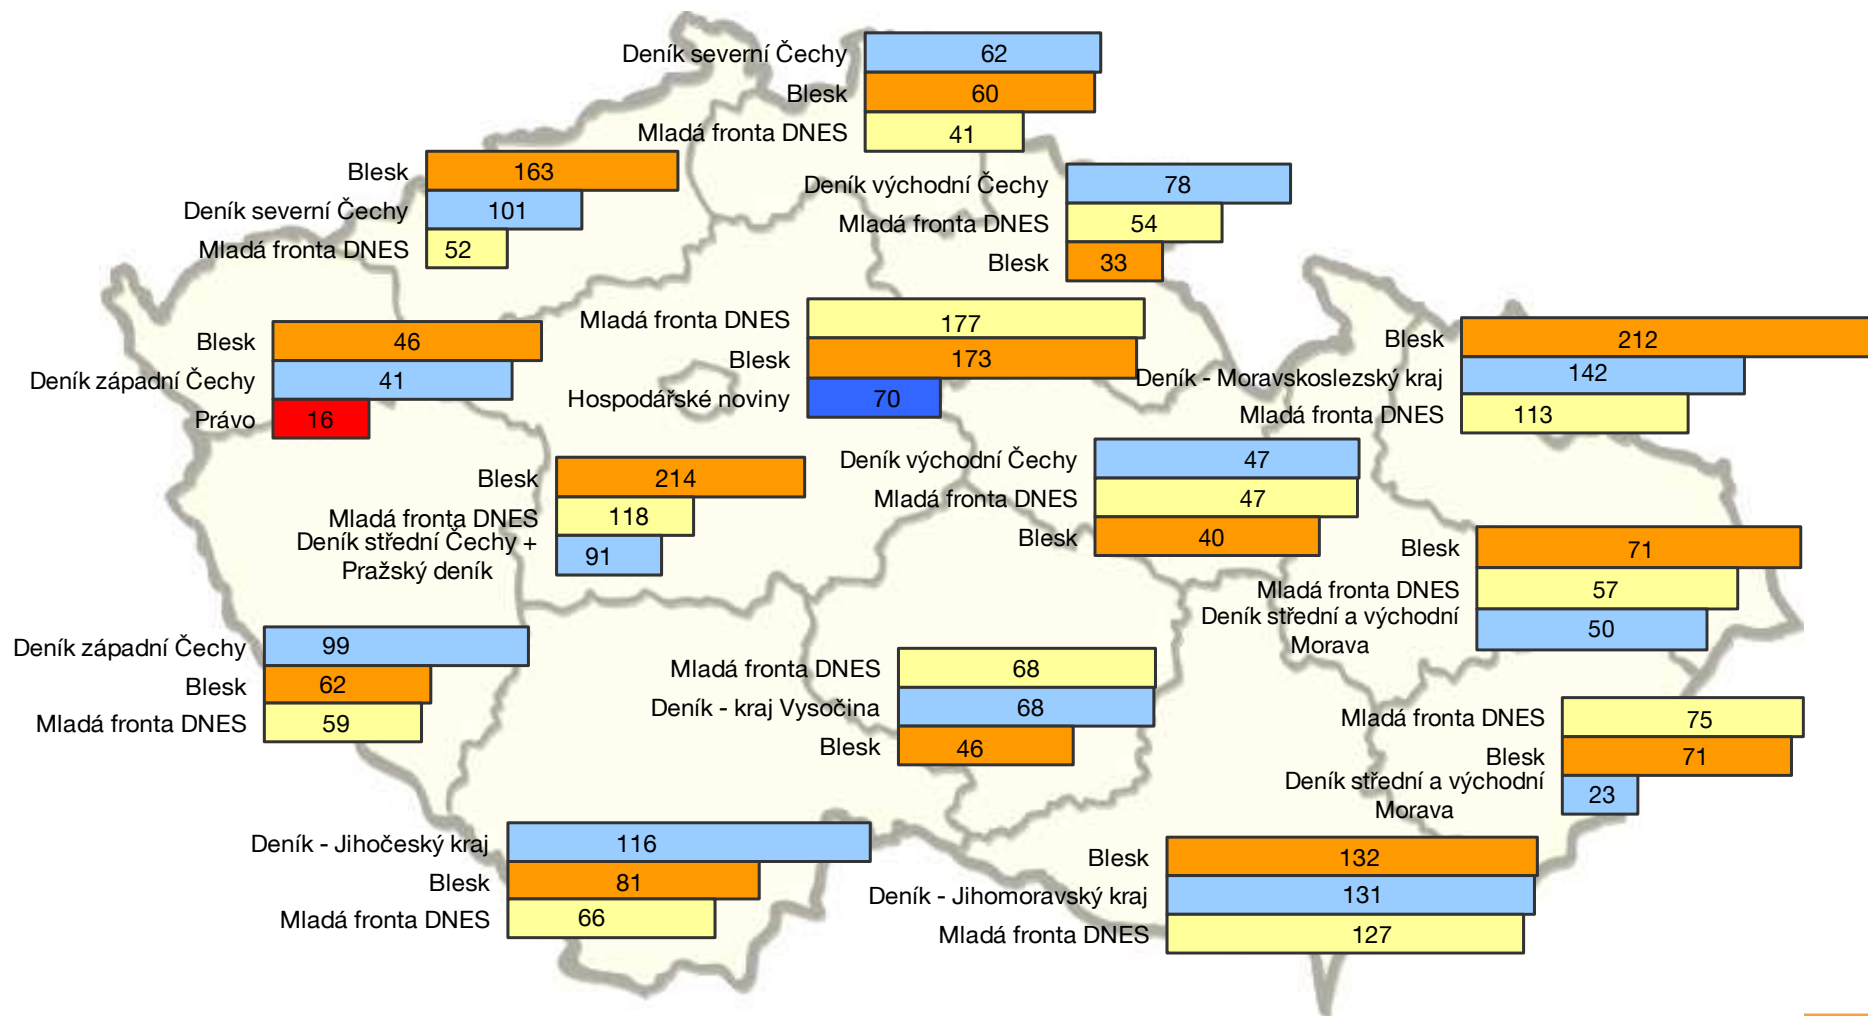 Deník severní Čechy 62
Blesk 60
Mladá fronta DNES 41
Blesk 163
Deník severní Čechy 101
Mladá fronta DNES 52
Deník východní Čechy 78
Mladá fronta DNES 54
Blesk 33
Mladá fronta DNES 177
Blesk 173
Hospodářské noviny 70
Blesk 46
Deník západní Čechy 41
Právo 16
Blesk 212
Deník - Moravskoslezský kraj 142
Mladá fronta DNES 113
Blesk 214
Mladá fronta DNES 118
Deník střední Čechy +
Pražský deník 91
Deník východní Čechy 47
Mladá fronta DNES 47
Blesk 40
Blesk 71
Mladá fronta DNES 57
Deník střední a východní
Morava 50
Deník západní Čechy 99
Blesk 62
Mladá fronta DNES 59
Mladá fronta DNES 68
Deník - kraj Vysočina 68
Blesk 46
Mladá fronta DNES 75
Blesk 71
Deník střední a východní
Morava 23
Deník - Jihočeský kraj 116
Blesk 81
Mladá fronta DNES 66
Blesk 132
Deník - Jihomoravský kraj 131
Mladá fronta DNES 127